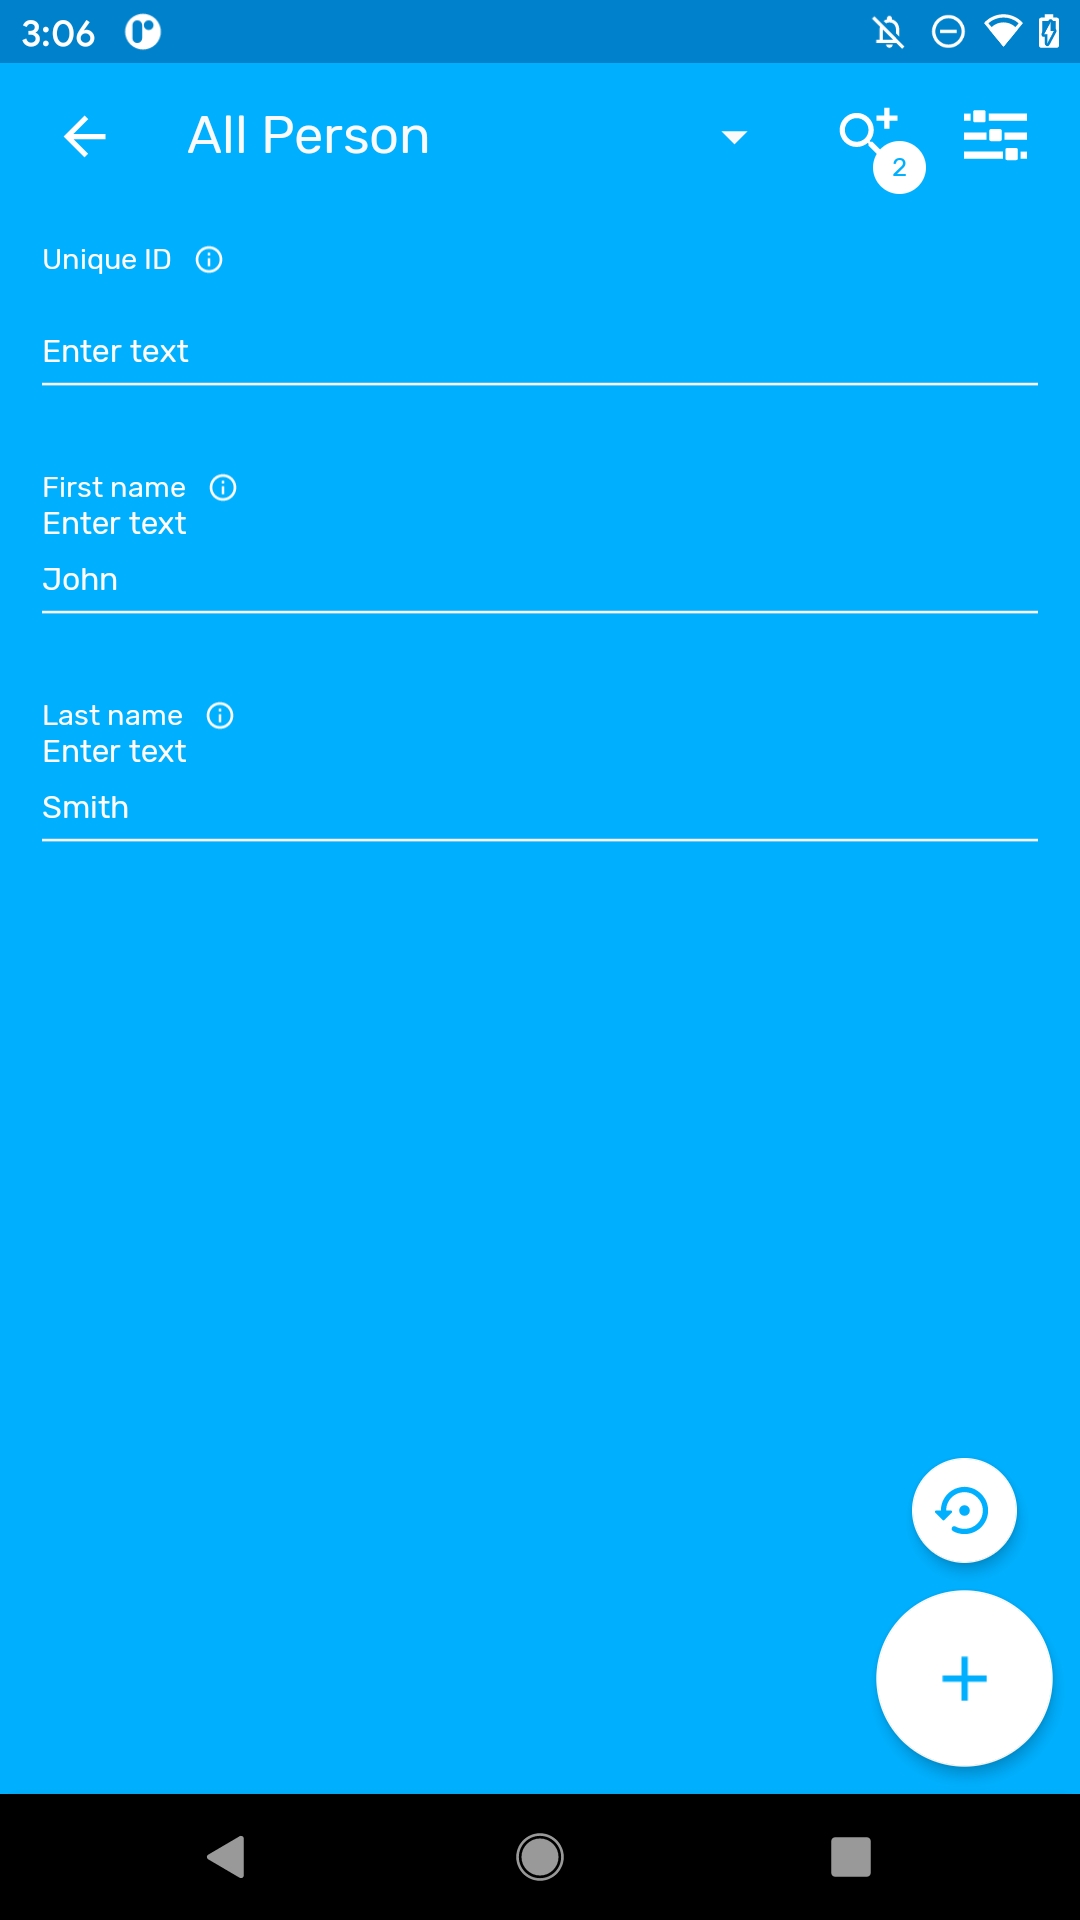 3:06
All Person
2
Unique ID
Enter text
First name
Enter text
John
Last name
Enter text
Smith